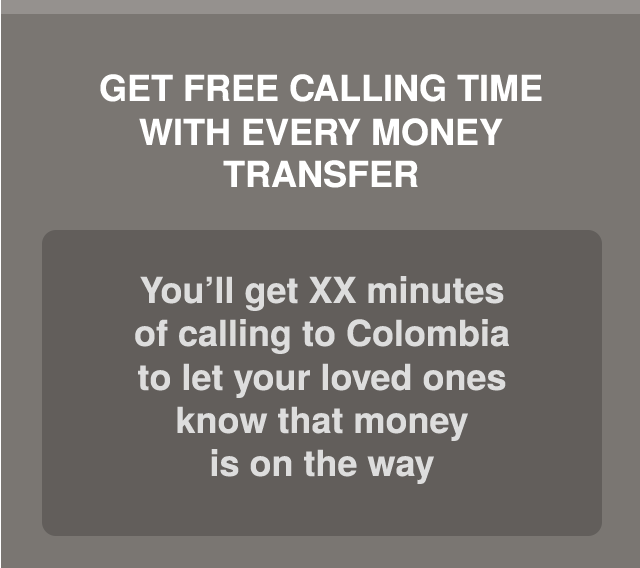 GET FREE CALLING TIME
WITH EVERY MONEY
TRANSFER
You’ll get XX minutes
of calling to Colombia
to let your loved ones
know that money
is on the way